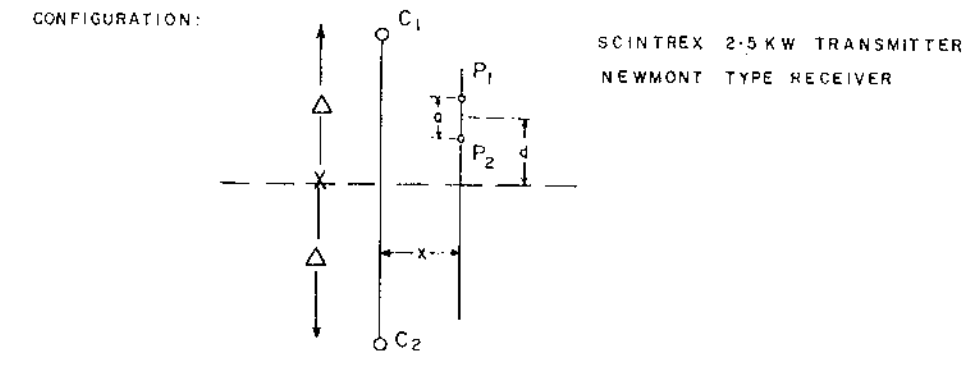 CONFIGURATION:
C1
SCINTREX 2·5 KW TRANSMITTER
NEWMONT TYPE RECEIVER
P1
Δ
a
P2
d
X
X
Δ
C2